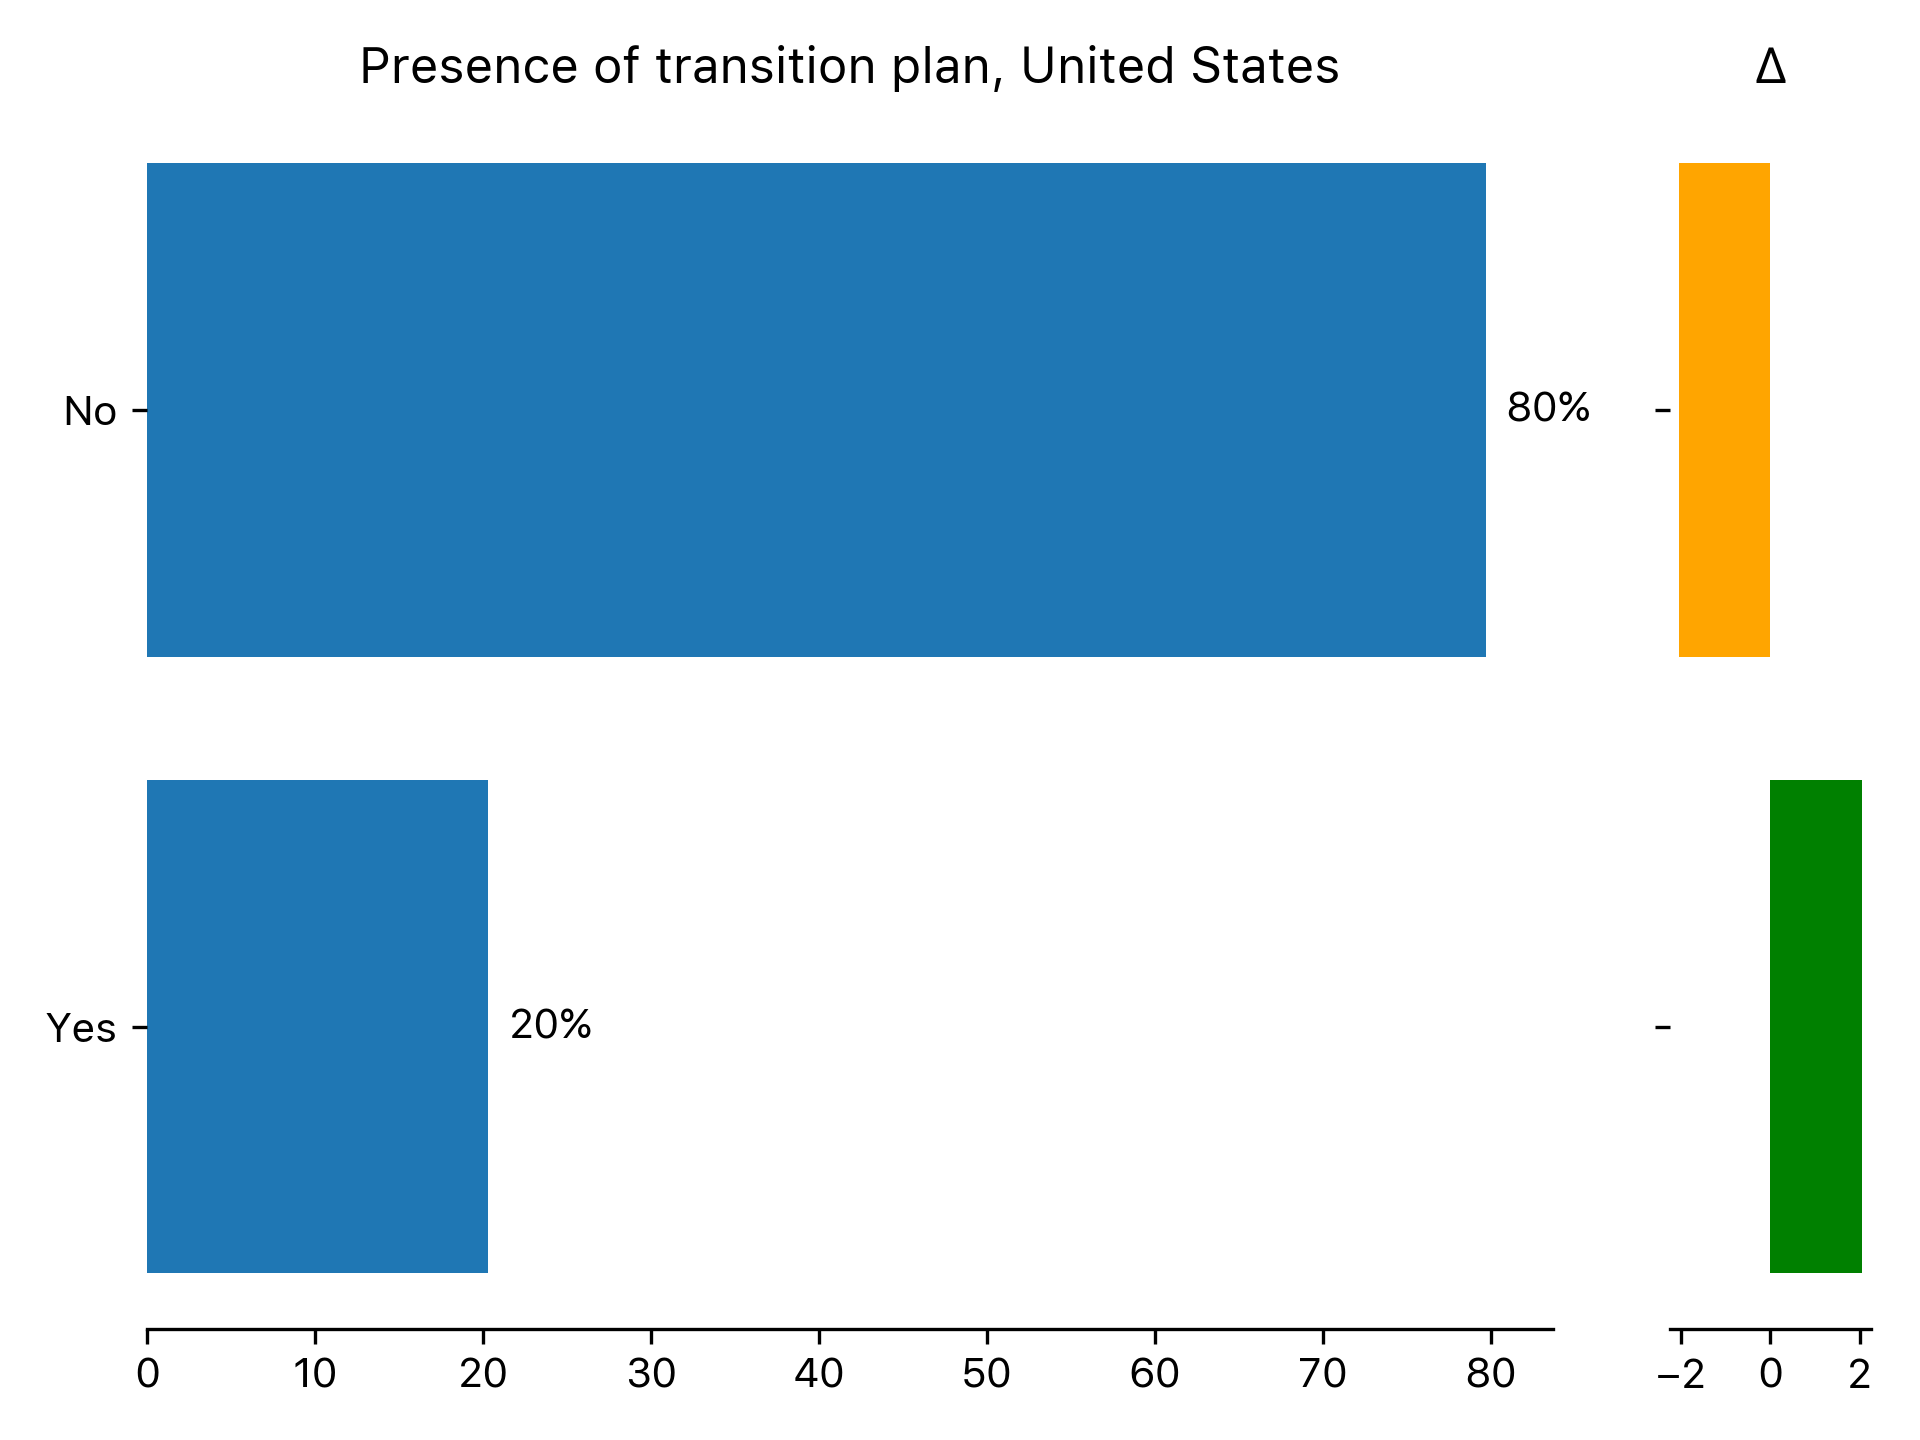 Presence of transition plan, United States
Δ
No
80%
Yes
20%
0 10 20 30 40 50 60 70 80
−2 0 2